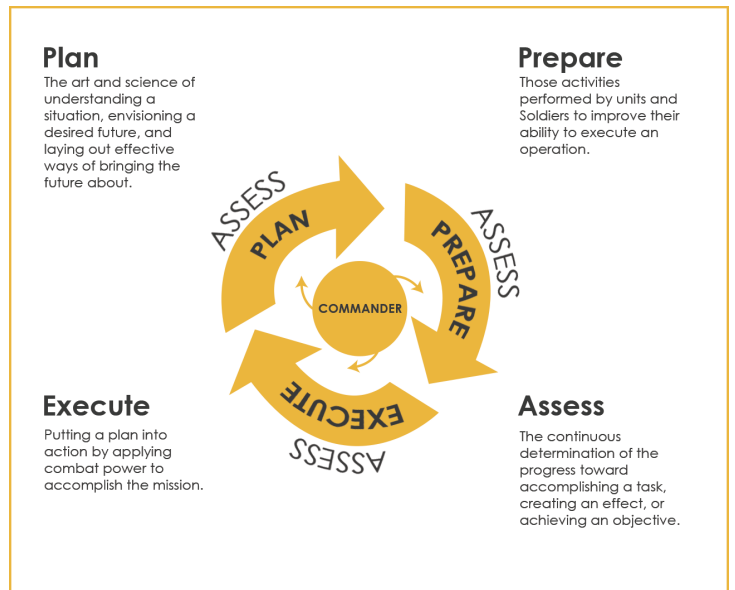 Plan
The art and science of
understanding a
situation, envisioning a
desired future, and
laying out effective
ways of bringing the
future about.
Prepare
Those activities
performed by units and
Soldiers to improve their
ability to execute an
operation.
ASSESS
PLAN
ASSESS
PREPARE
COMMANDER
EXECUTE
ASSESS
Execute
Putting a plan into
action by applying
combat power to
accomplish the mission.
Assess
The continuous
determination of the
progress toward
accomplishing a task,
creating an effect, or
achieving an objective.